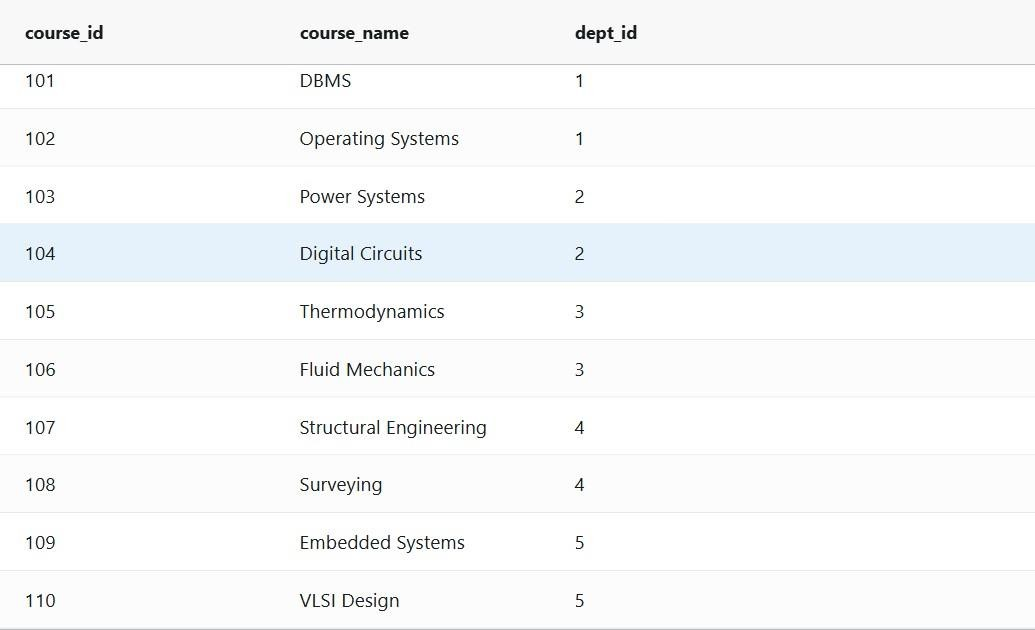 course_id course_name dept_id
101 DBMS 1
102 Operating Systems 1
103 Power Systems 2
104 Digital Circuits 2
105 Thermodynamics 3
106 Fluid Mechanics 3
107 Structural Engineering 4
108 Surveying 4
109 Embedded Systems 5
110 VLSI Design 5